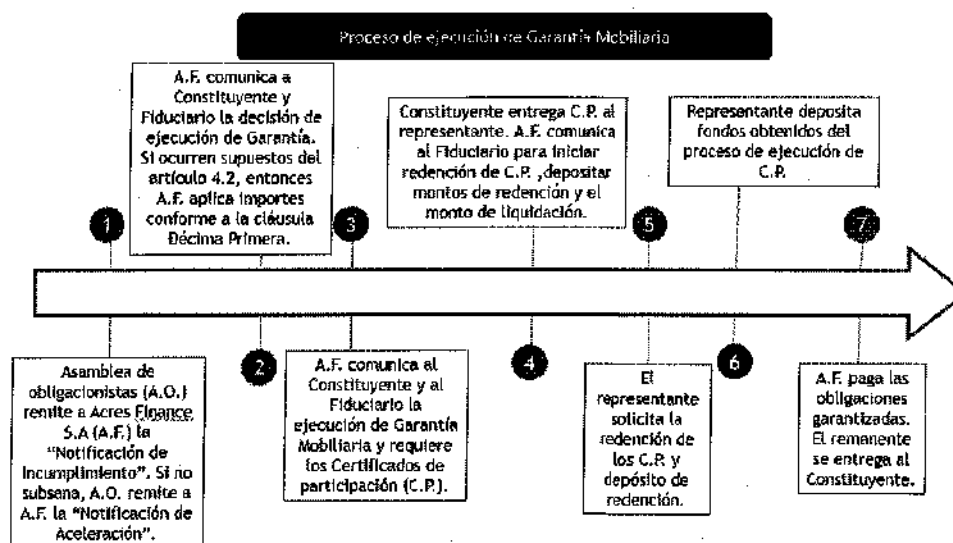 Proceso de ejecución de Garantía Mobiliaria
1
Asamblea de
obligacionistas (A.O.)
remite a Acres Finance
S.A (A.F.) la
“Notificación de
Incumplimiento”. Si no
subsana, A.O. remite a
A.F. la “Notificación de
Aceleración”.
2
A.F. comunica a
Constituyente y
Fiduciario la decisión de
ejecución de Garantía.
Si ocurren supuestos del
artículo 4.2, entonces
A.F. aplica importes
conforme a la cláusula
Décima Primera.
3
A.F. comunica al
Constituyente y al
Fiduciario la
ejecución de Garantía
Mobiliaria y requiere
los Certificados de
participación (C.P.).
4
Constituyente entrega C.P. al
representante. A.F. comunica
al Fiduciario para iniciar
redención de C.P. ,depositar
montos de redención y el
monto de liquidación.
5
El
representante
solicita la
redención de
los C.P. y
depósito de
redención.
6
Representante deposita
fondos obtenidos del
proceso de ejecución de
C.P.
7
A.F. paga las
obligaciones
garantizadas.
El remanente
se entrega al
Constituyente.